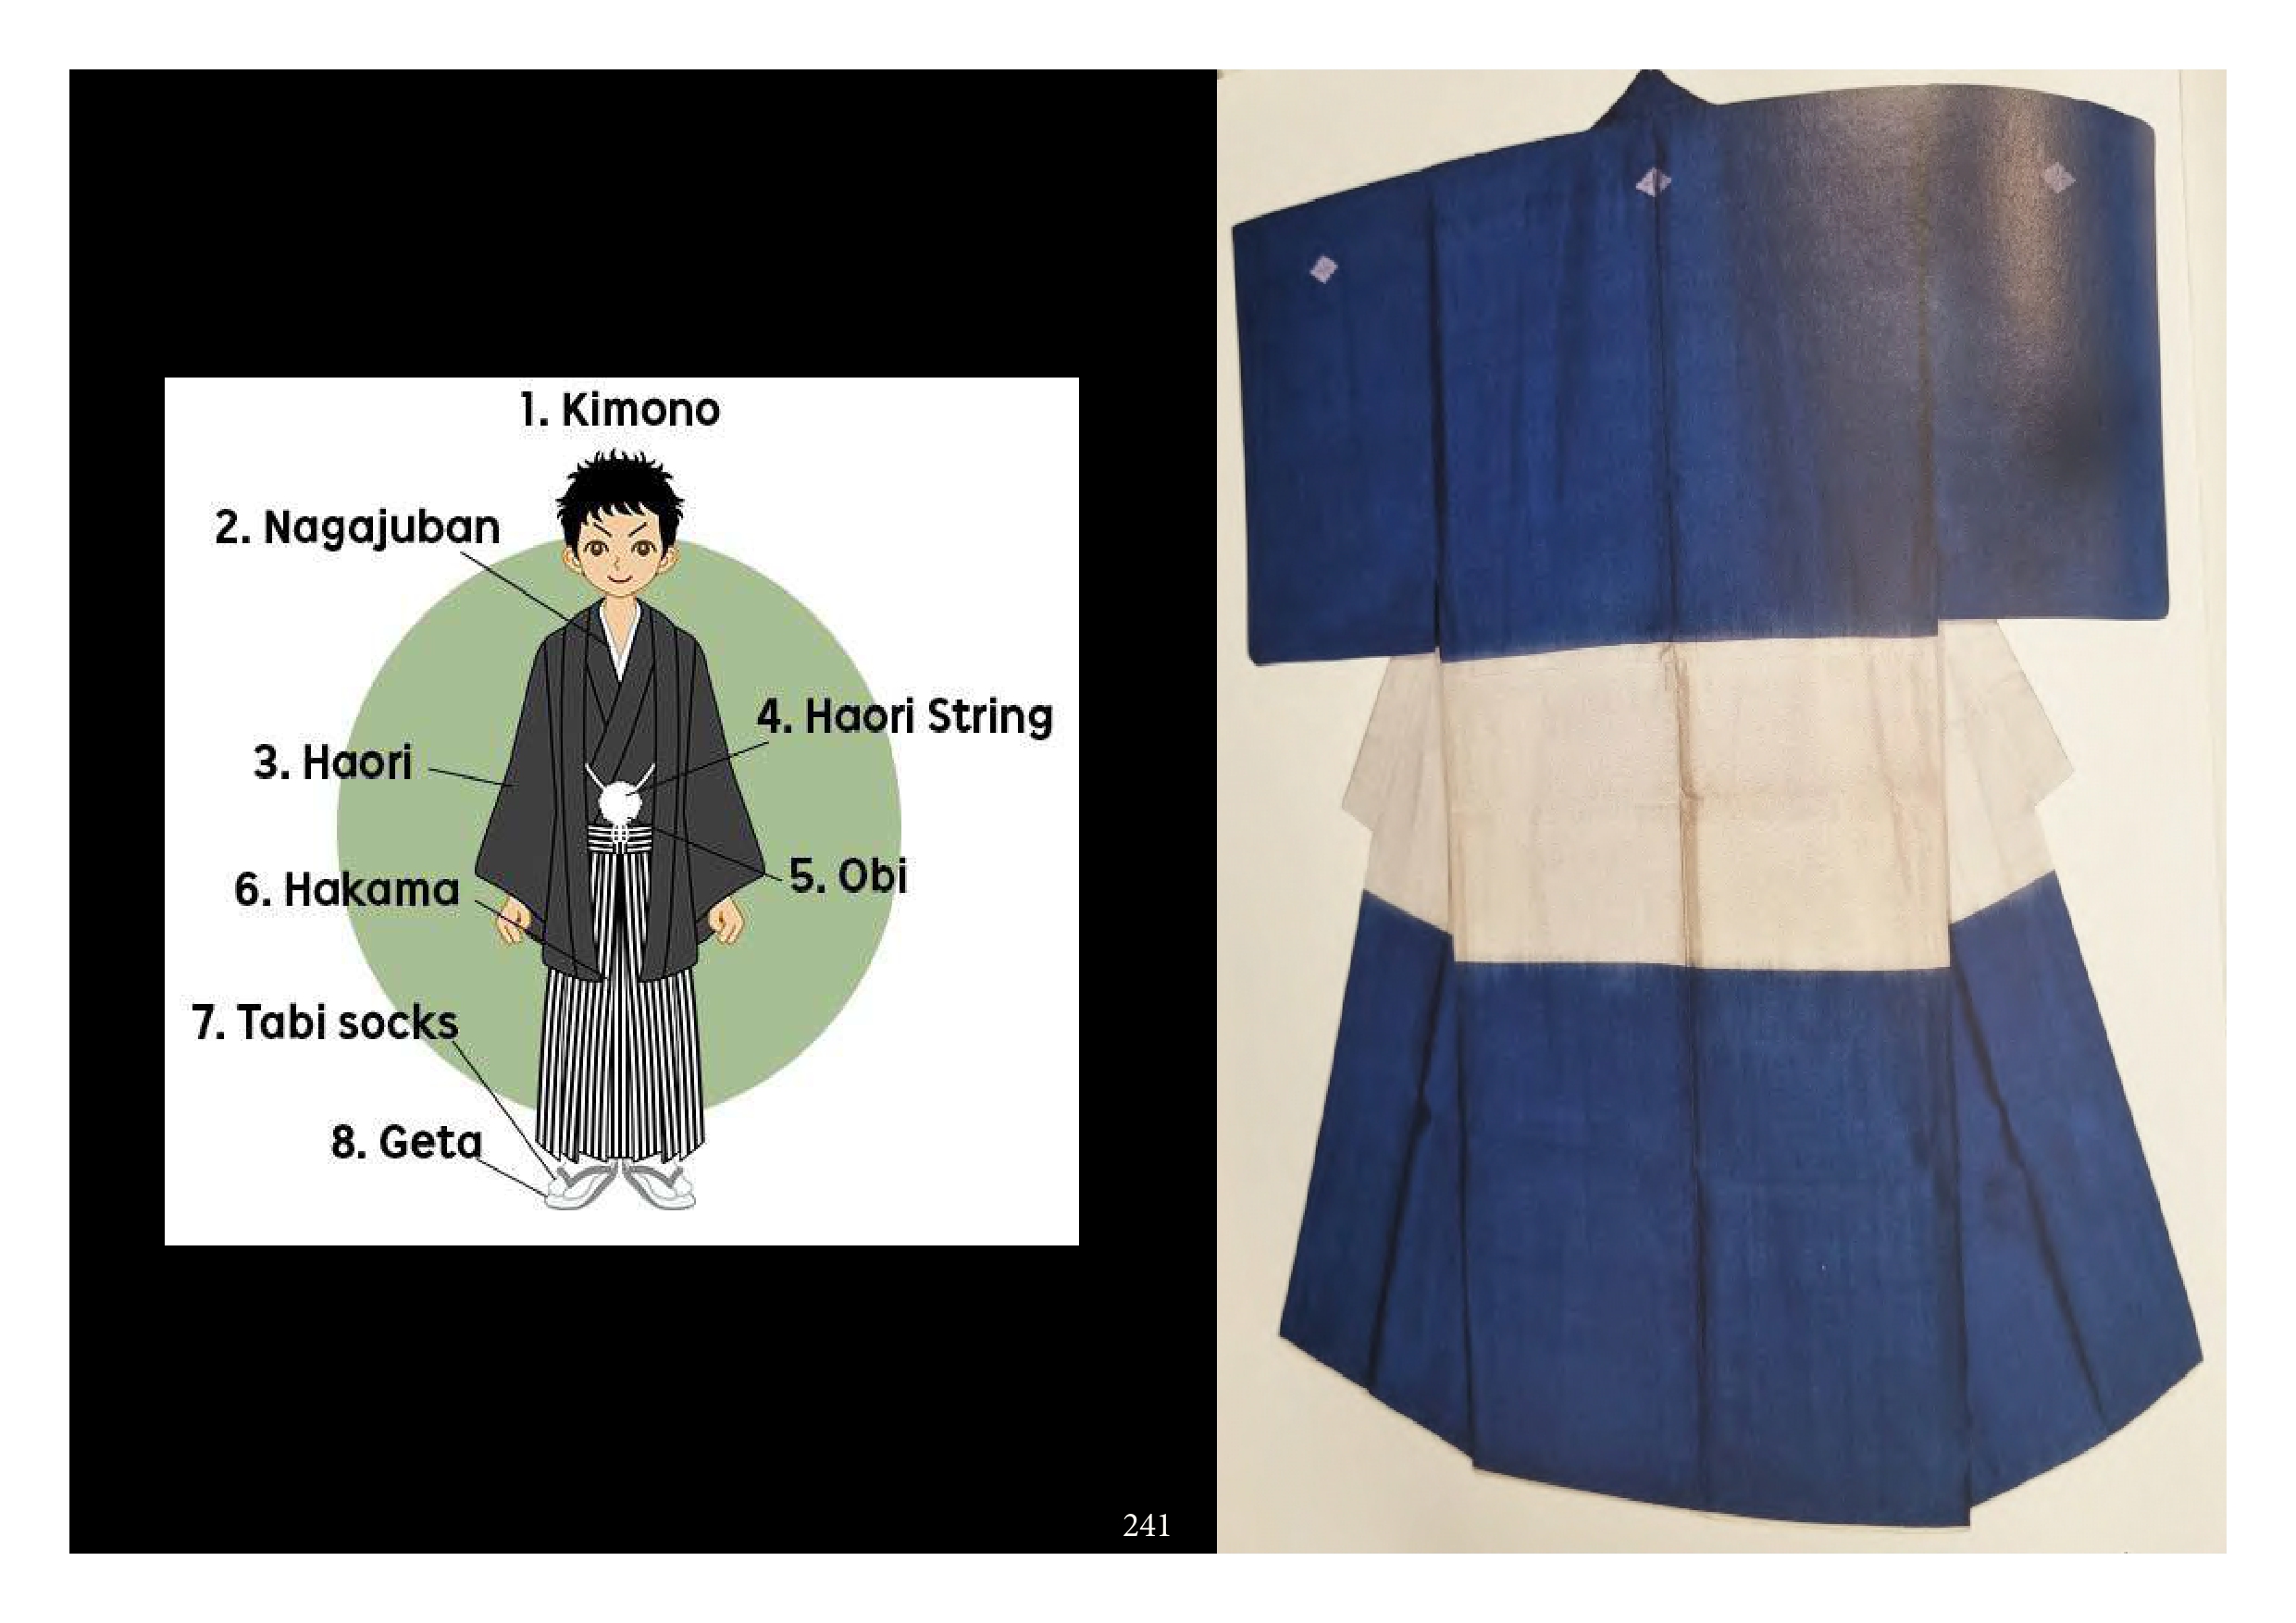 1. Kimono
2. Nagajuban
4. Haori String
3. Haori
5. Obi
6. Hakama
7. Tabi socks
8. Geta
241